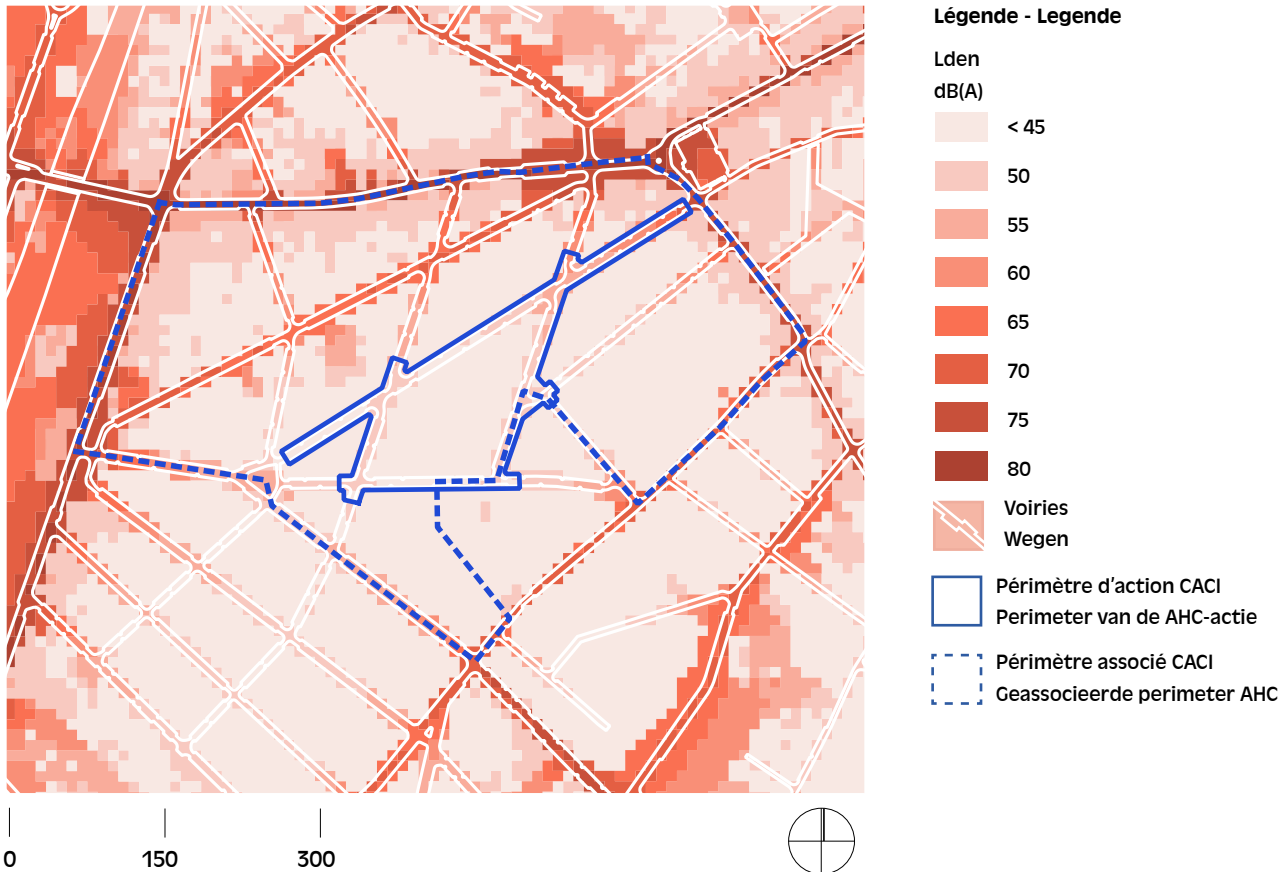 Légende - Legende
Lden
dB(A)
< 45
50
55
60
65
70
75
80
Voiries
Wegen
Périmètre d'action CACI
Perimeter van de AHC-actie
Périmètre associé CACI
Geassocieerde perimeter AHC
0 150 300